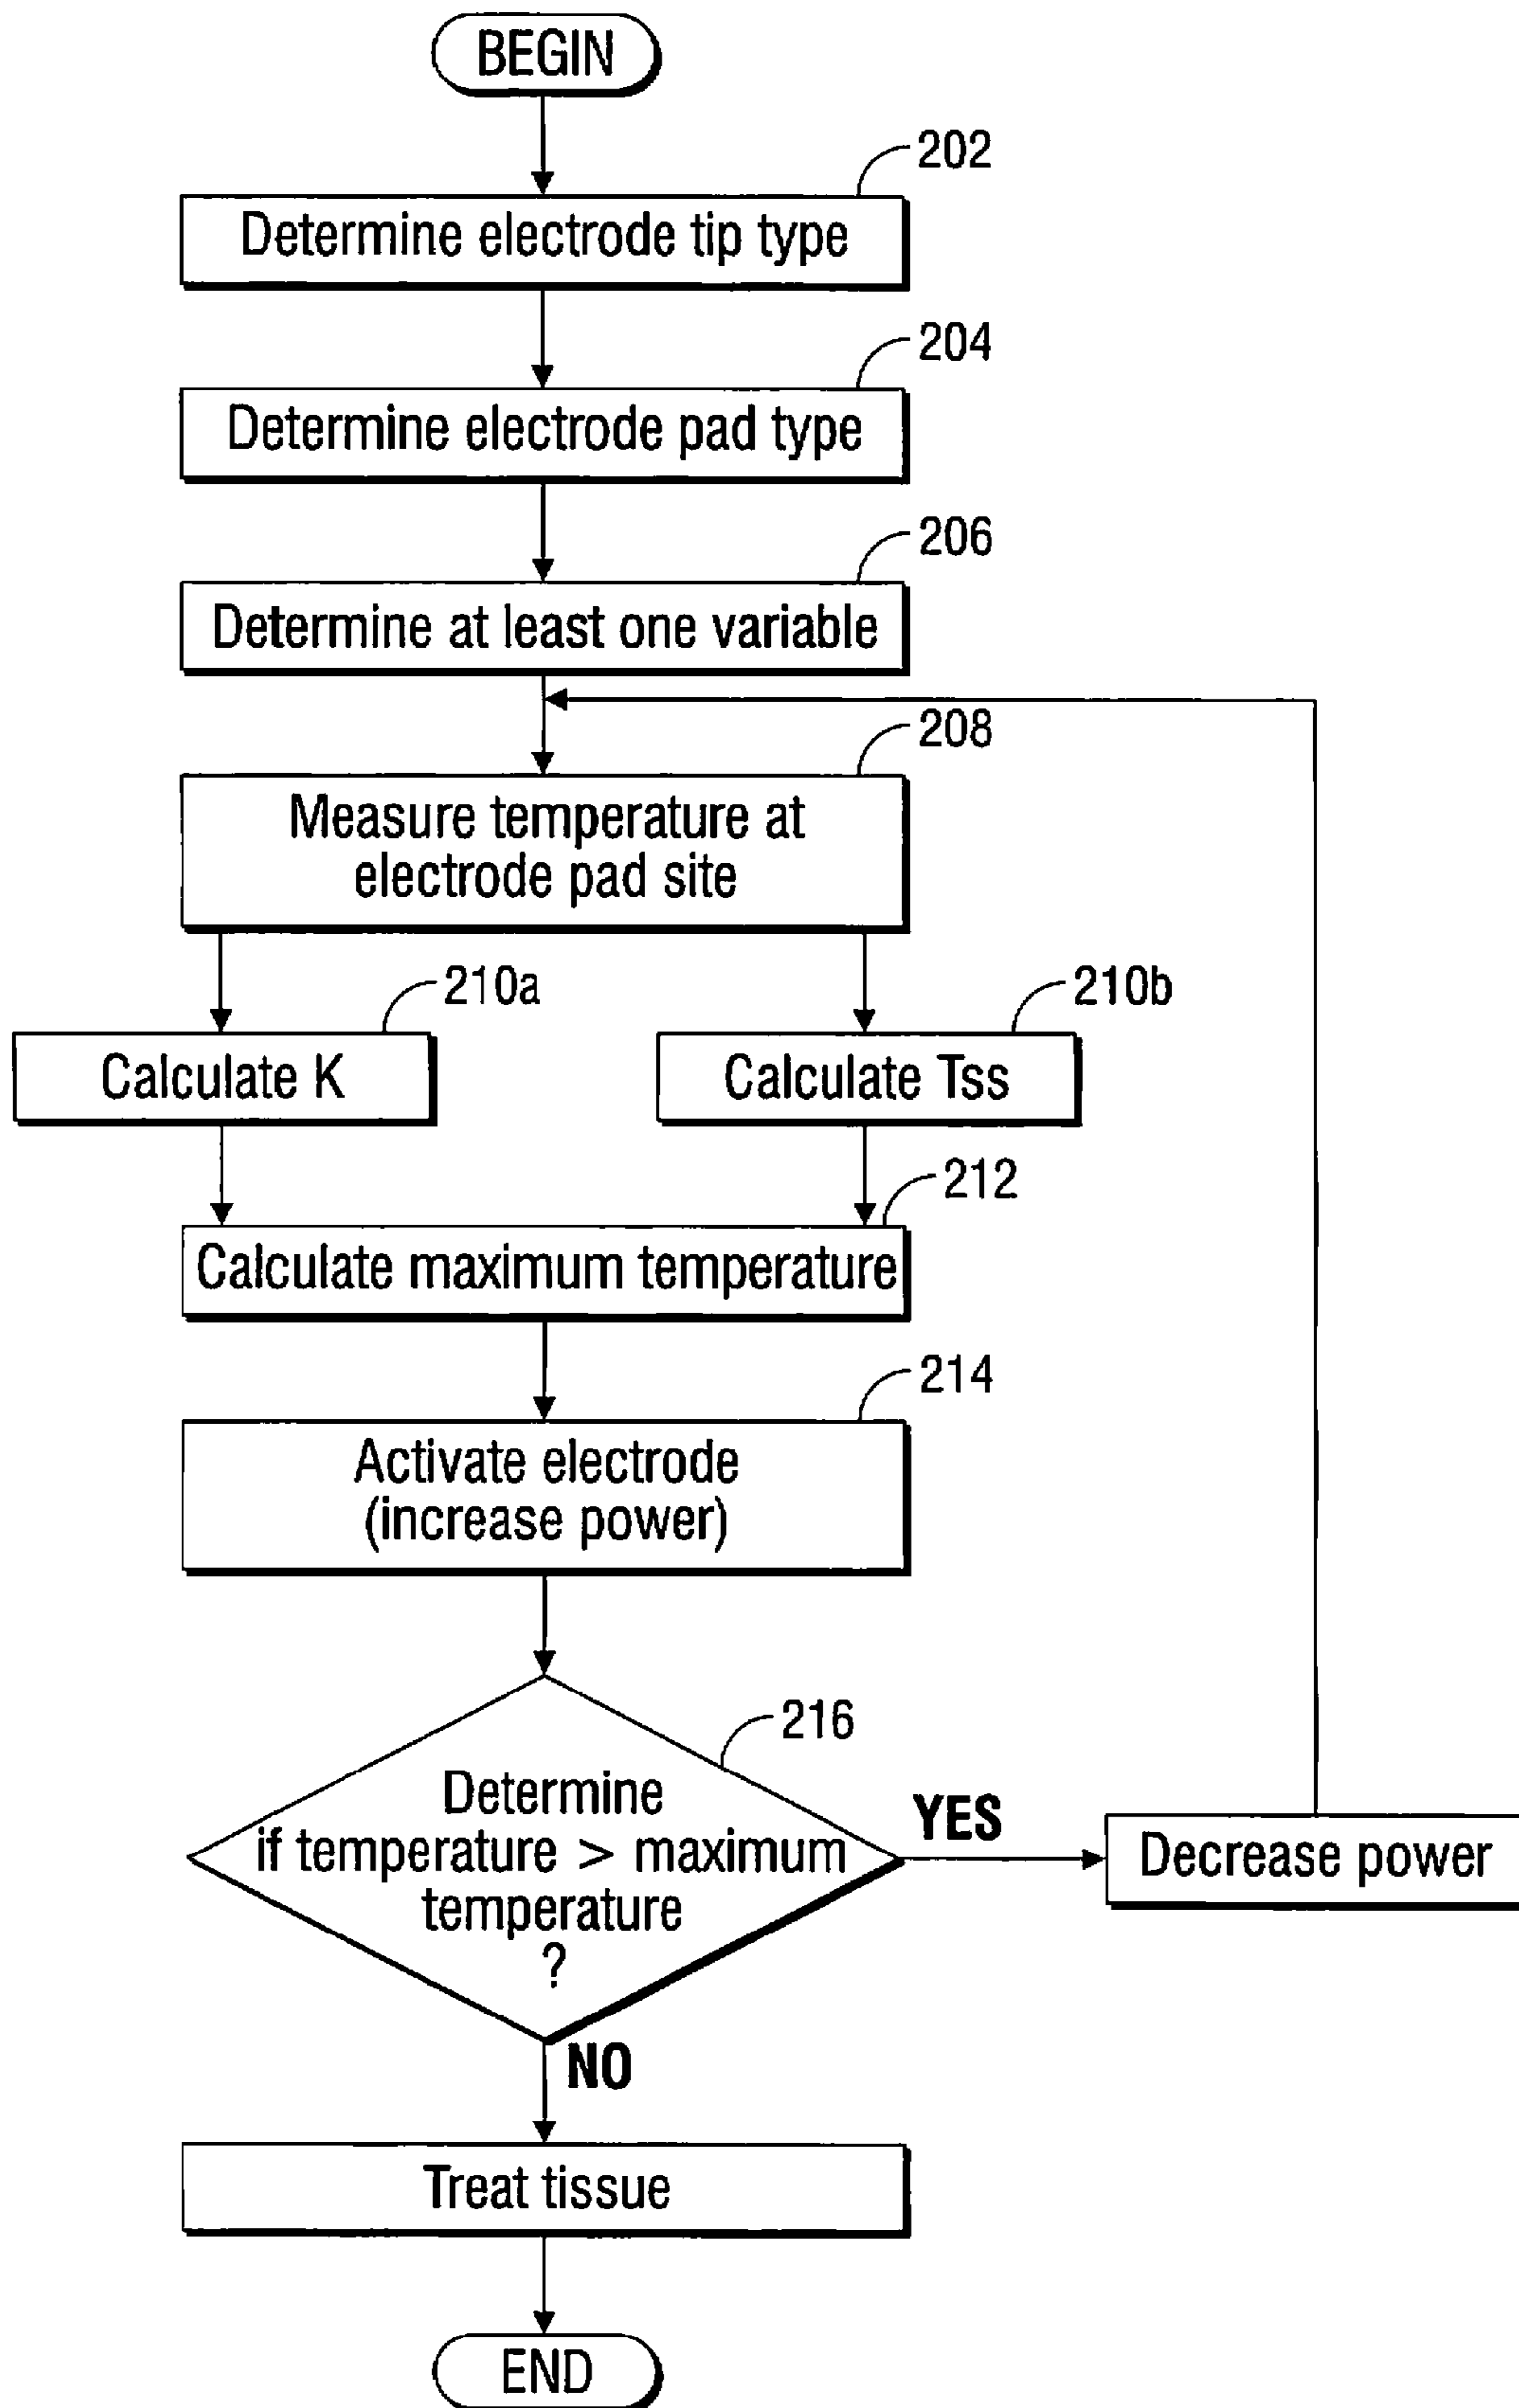 BEGIN
202
Determine electrode tip type
204
Determine electrode pad type
206
Determine at least one variable
208
Measure temperature at
electrode pad site
210a
Calculate K
210b
Calculate Tss
212
Calculate maximum temperature
214
Activate electrode
(increase power)
216
Determine
if temperature > maximum
temperature
?
YES
Decrease power
NO
Treat tissue
END